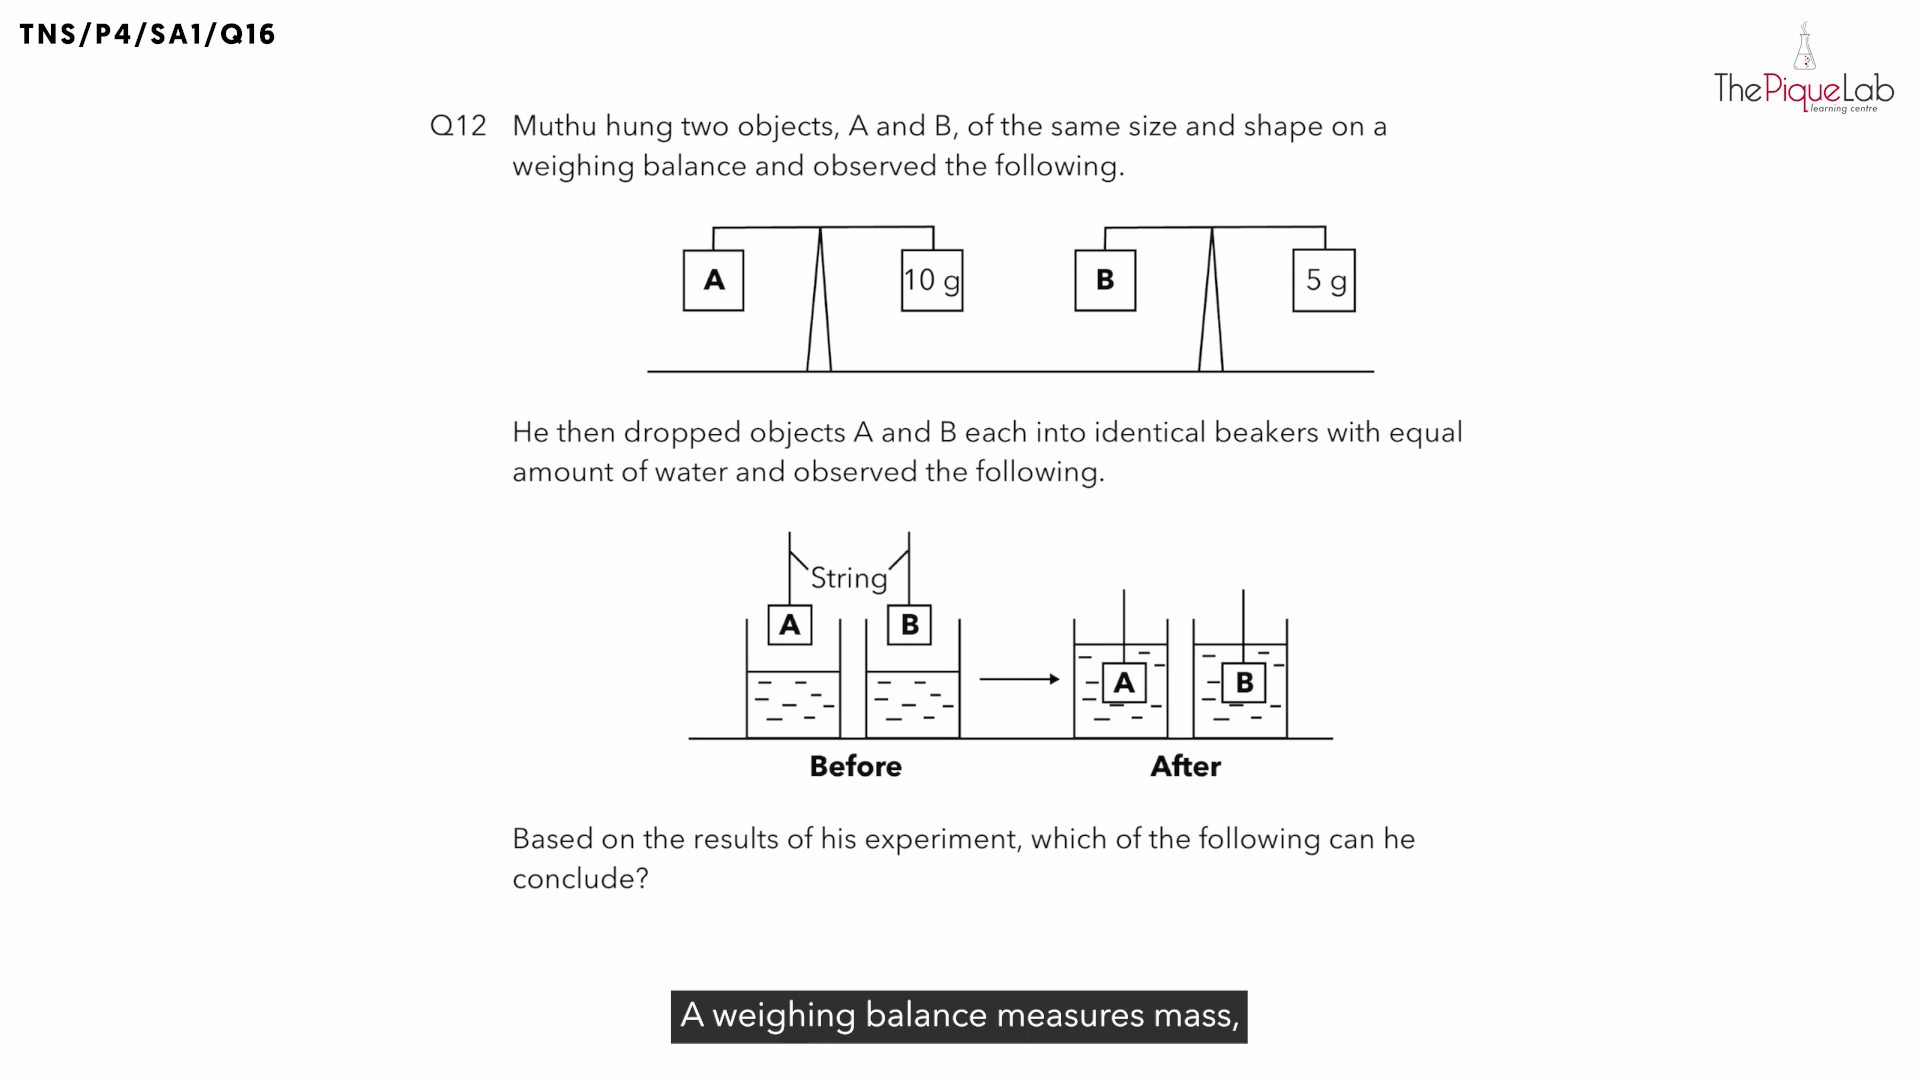 TNS/P4/SA1/Q16
ThePiqueLab
learning centre
Q12 Muthu hung two objects, A and B, of the same size and shape on a
weighing balance and observed the following.
A 10 g B 5 g
He then dropped objects A and B each into identical beakers with equal
amount of water and observed the following.
String
A B
A B
Before After
Based on the results of his experiment, which of the following can he
conclude?
A weighing balance measures mass,